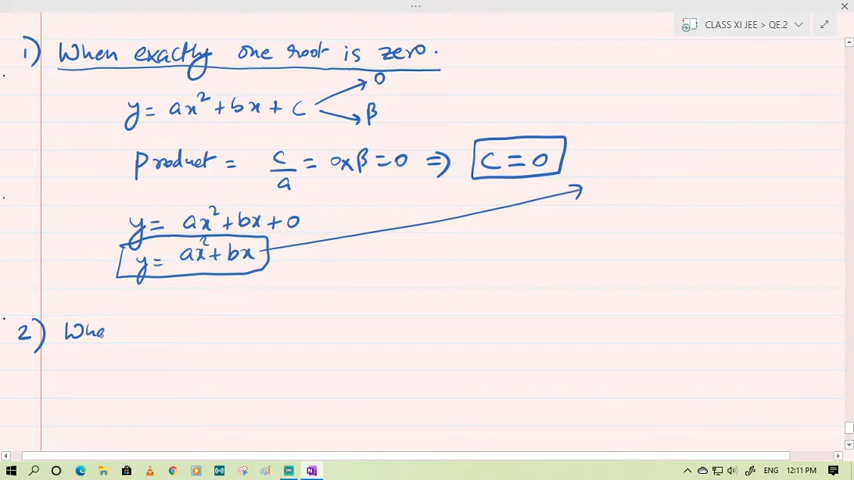 CLASS XI JEE > QE.2
1) When exactly one root is zero.
0
y = ax² + bx + C
β
Product = C/a = 0xβ = 0 ⇒ C = 0
y = ax² + bx + 0
y = ax² + bx
2) Whe
ENG 12:11 PM